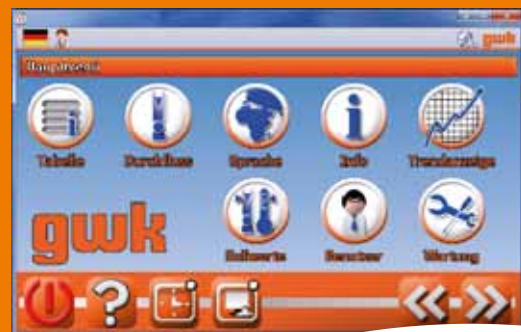 gwk
Hauptmenü
Tabelle Durchfluss Sprache Info Trendanzeige
gwk
Sollwerte Benutzer Wartung
?